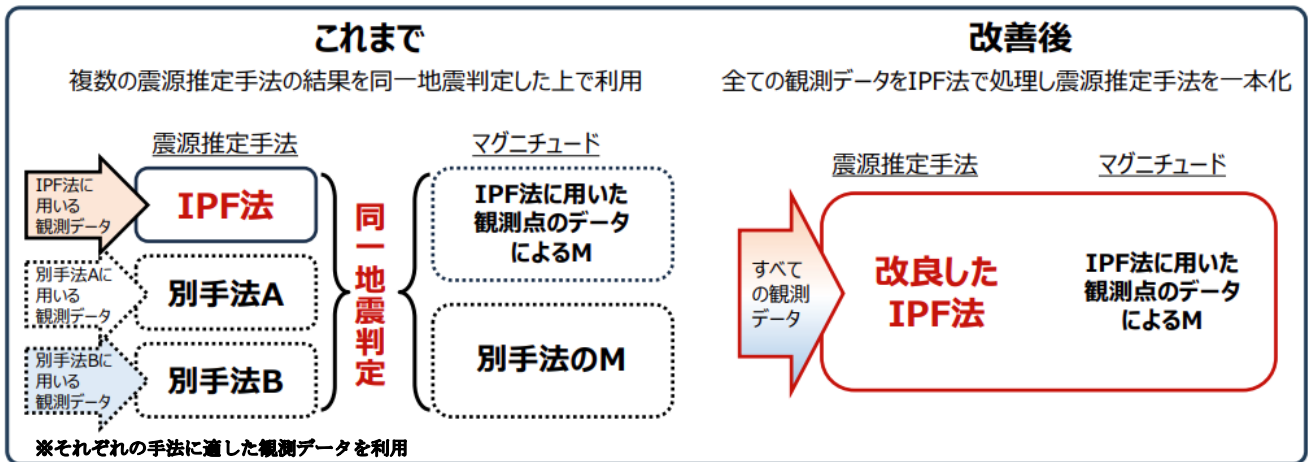 これまで
複数の震源推定手法の結果を同一地震判定した上で利用
震源推定手法
マグニチュード
IPF法に
用いる
観測データ
IPF法
別手法Aに
用いる
観測データ
別手法A
別手法Bに
用いる
観測データ
別手法B
同一地震判定
IPF法に用いた
観測点のデータ
によるM
別手法のM
※それぞれの手法に適した観測データを利用
改善後
全ての観測データをIPF法で処理し震源推定手法を一本化
震源推定手法
マグニチュード
すべて
の観測
データ
改良した
IPF法
IPF法に用いた
観測点のデータ
によるM